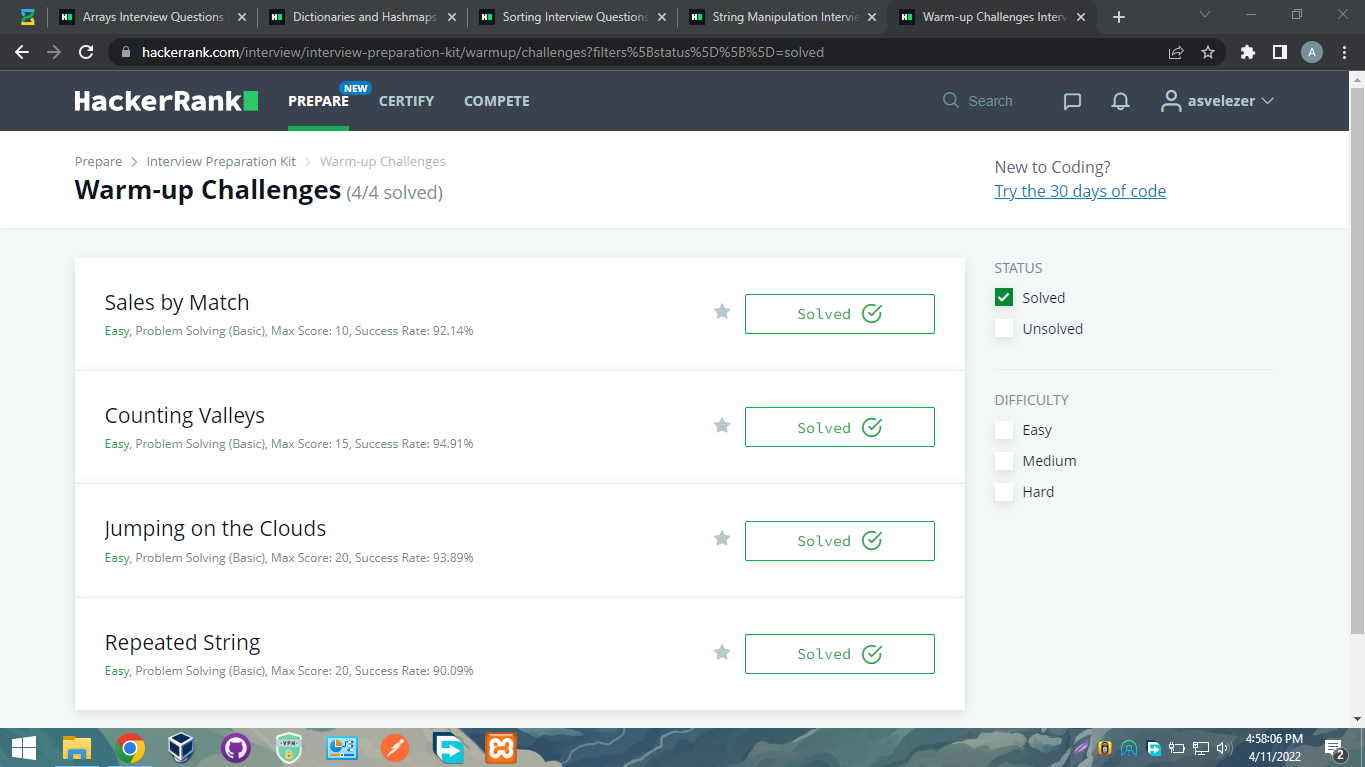 Arrays Interview Questions
Dictionaries and Hashmaps
Sorting Interview Questions
String Manipulation Intervie
Warm-up Challenges Interv
hackerrank.com/interview/interview-preparation-kit/warmup/challenges?filters%5Bstatus%5D%5B%5D=solved
A
HackerRank
PREPARE
NEW
CERTIFY
COMPETE
Search
asvelezer
Prepare > Interview Preparation Kit > Warm-up Challenges
Warm-up Challenges (4/4 solved)
New to Coding?
Try the 30 days of code
Sales by Match
Easy, Problem Solving (Basic), Max Score: 10, Success Rate: 92.14%
Solved
Counting Valleys
Easy, Problem Solving (Basic), Max Score: 15, Success Rate: 94.91%
Solved
Jumping on the Clouds
Easy, Problem Solving (Basic), Max Score: 20, Success Rate: 93.89%
Solved
Repeated String
Easy, Problem Solving (Basic), Max Score: 20, Success Rate: 90.09%
Solved
STATUS
Solved
Unsolved
DIFFICULTY
Easy
Medium
Hard
VPN
4:58:06 PM
4/11/2022
2